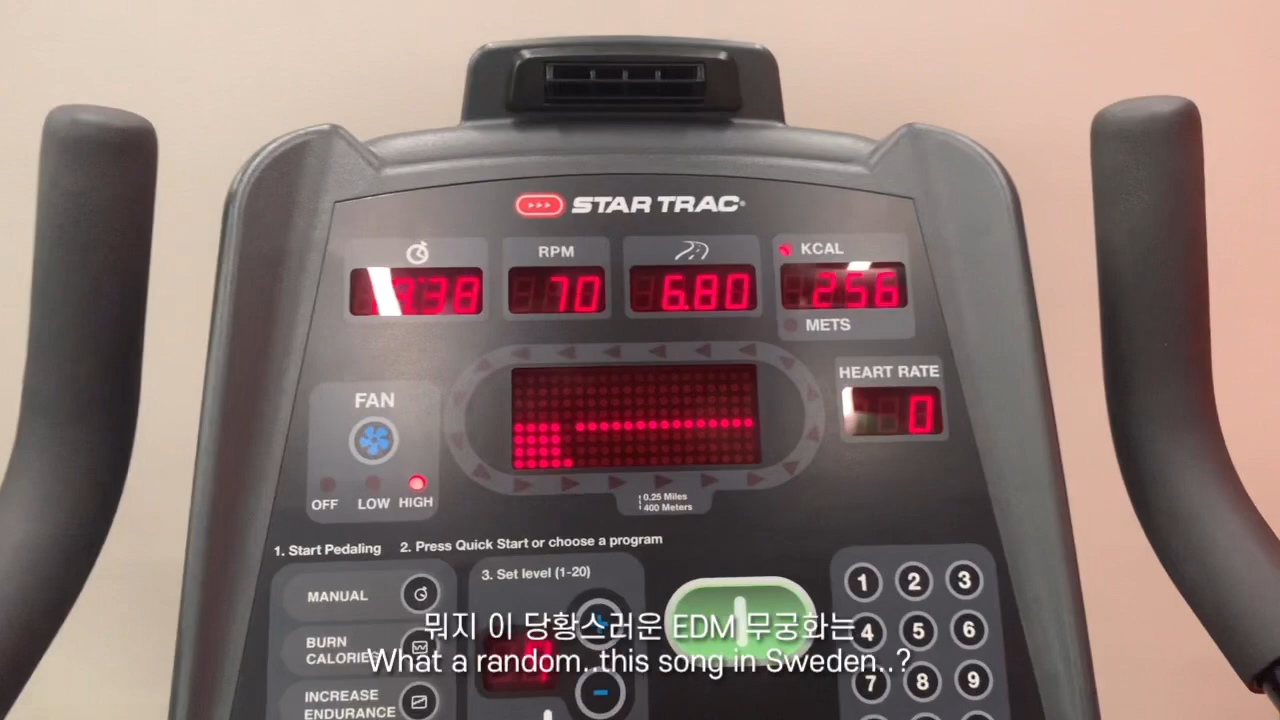 STAR TRAC
RPM
KCAL
:38
70
6.80
256
METS
HEART RATE
0
FAN
OFF LOW HIGH
0.25 Miles
400 Meters
1. Start Pedaling 2. Press Quick Start or choose a program
3. Set level (1-20)
MANUAL
BURN
INCREASE
ENDURANCE
1 2 3
4 5 6
7 8 9
뭐지 이 당황스러운 EDM 무궁화는
What a random..this song in Sweden..?